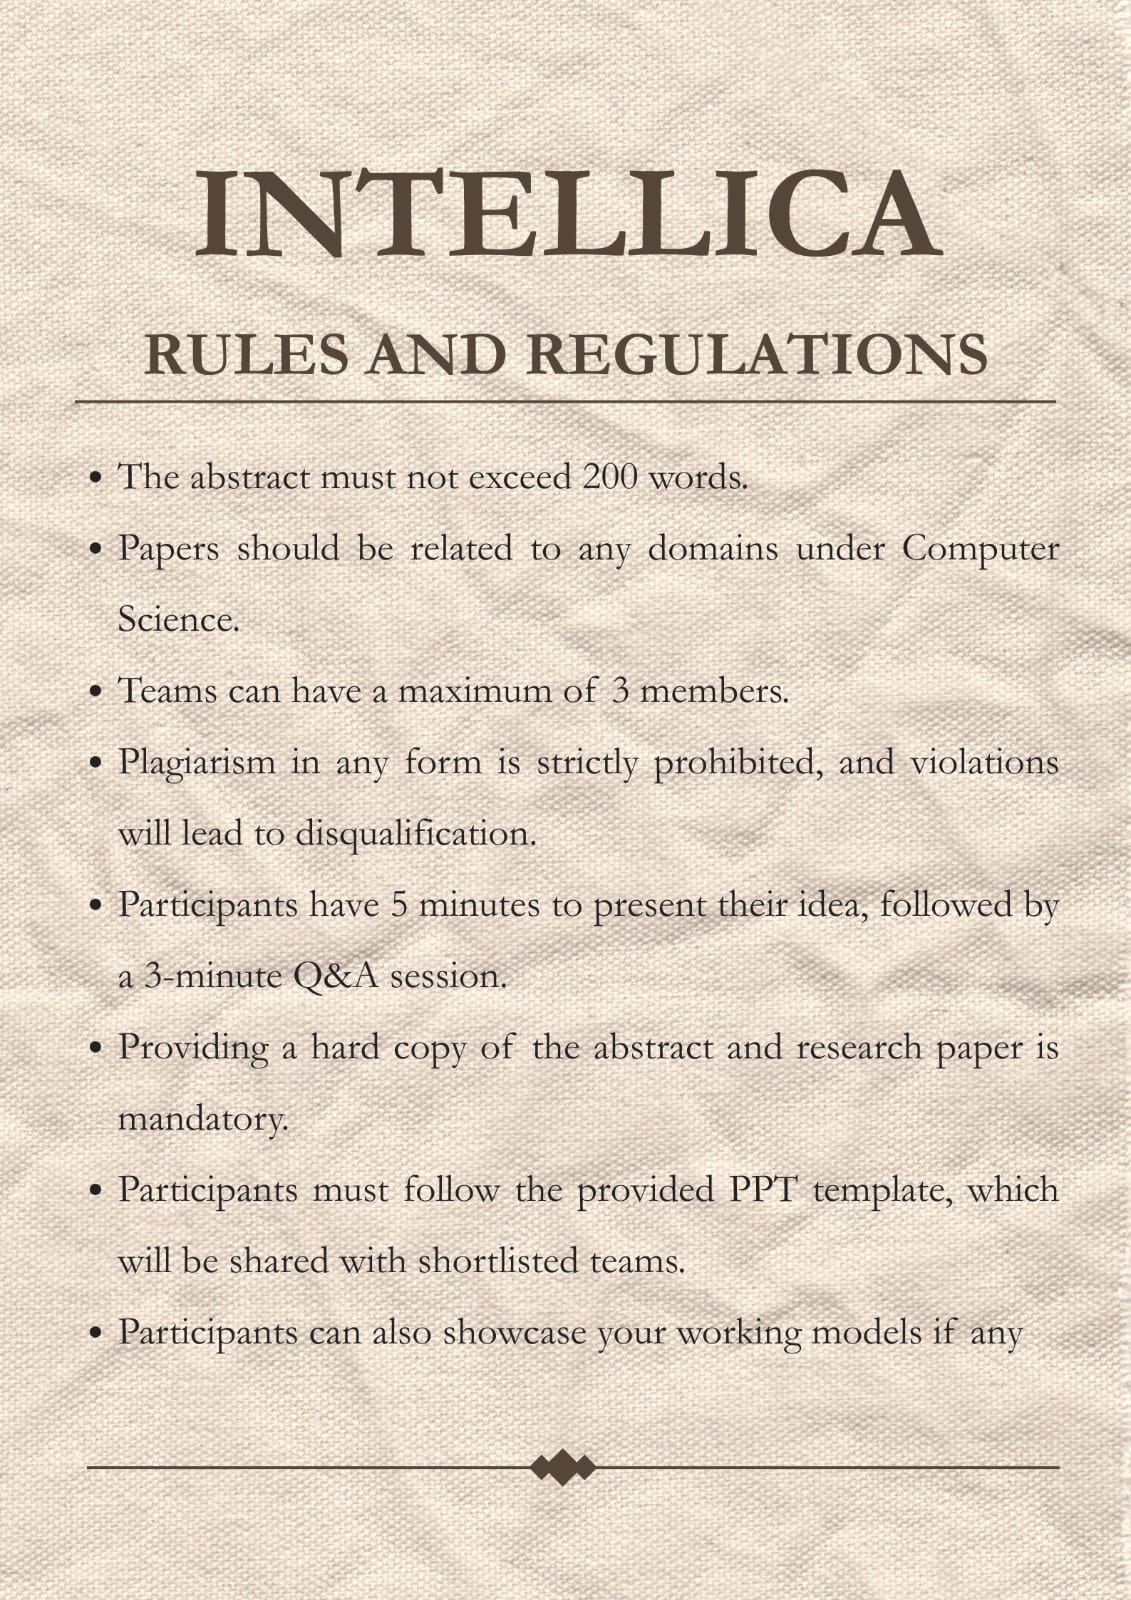 INTELLICA
RULES AND REGULATIONS
• The abstract must not exceed 200 words.
• Papers should be related to any domains under Computer
Science.
• Teams can have a maximum of 3 members.
• Plagiarism in any form is strictly prohibited, and violations
will lead to disqualification.
• Participants have 5 minutes to present their idea, followed by
a 3-minute Q&A session.
• Providing a hard copy of the abstract and research paper is
mandatory.
• Participants must follow the provided PPT template, which
will be shared with shortlisted teams.
• Participants can also showcase your working models if any